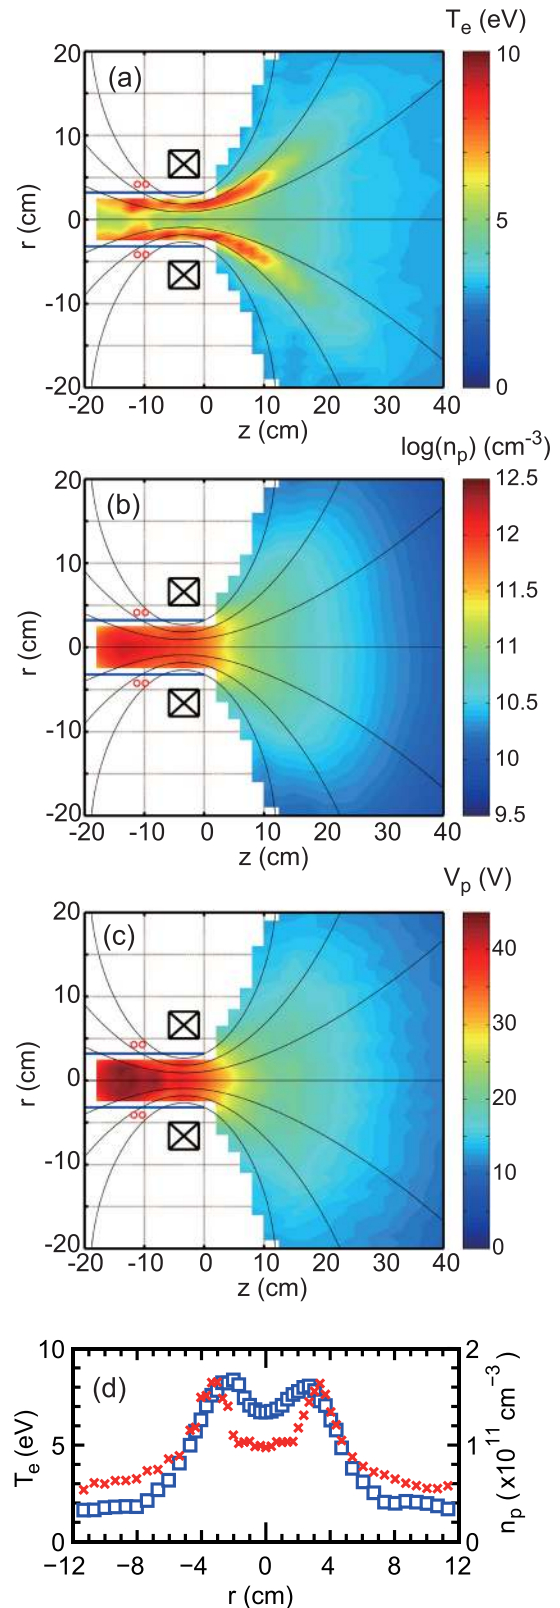 T_e (eV)
(a)
20
10
0
-10
-20
r (cm)
-20 -10 0 10 20 30 40
z (cm)
10
5
0
log(n_p) (cm^-3)
(b)
20
10
0
-10
-20
r (cm)
-20 -10 0 10 20 30 40
z (cm)
12.5
12
11.5
11
10.5
10
9.5
V_p (V)
(c)
20
10
0
-10
-20
r (cm)
-20 -10 0 10 20 30 40
z (cm)
40
30
20
10
0
(d)
10
5
0
T_e (eV)
2
1
0
n_p (x10^11 cm^-3)
-12 -8 -4 0 4 8 12
r (cm)